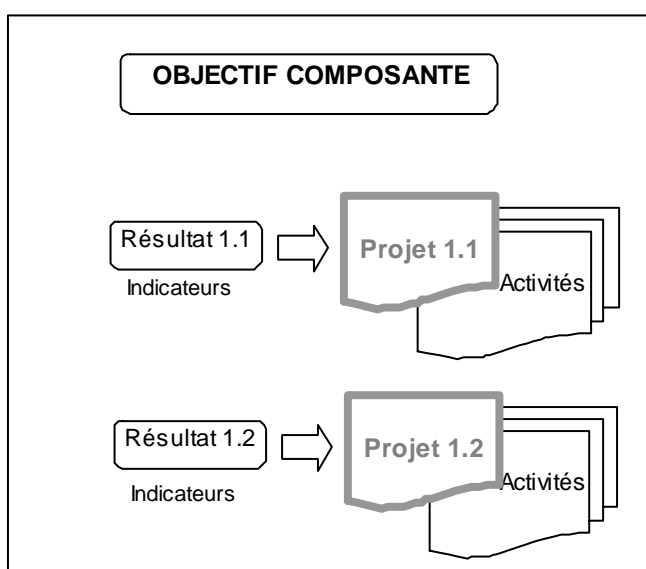 OBJECTIF COMPOSANTE
Résultat 1.1
Projet 1.1
Activités
Indicateurs
Résultat 1.2
Projet 1.2
Activités
Indicateurs